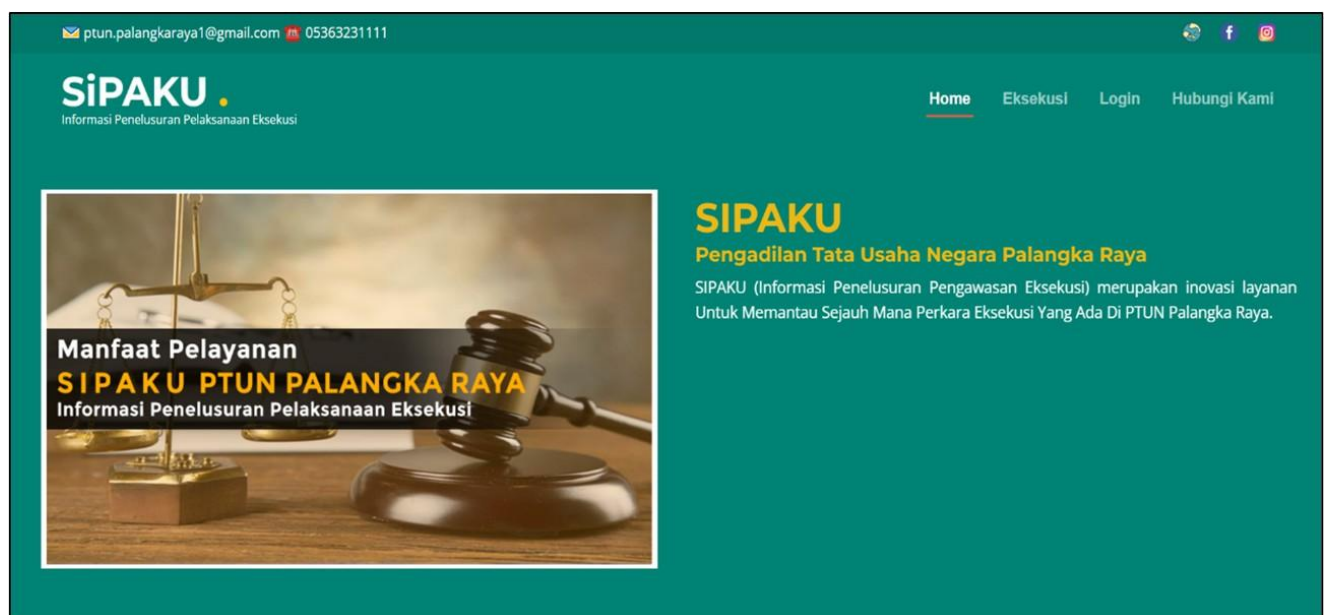 ptun.palangkaraya1@gmail.com 05363231111
SiPAKU .
Informasi Penelusuran Pelaksanaan Eksekusi
Home Eksekusi Login Hubungi Kami
Manfaat Pelayanan
SIPAKU PTUN PALANGKA RAYA
Informasi Penelusuran Pelaksanaan Eksekusi
SIPAKU
Pengadilan Tata Usaha Negara Palangka Raya
SIPAKU (Informasi Penelusuran Pengawasan Eksekusi) merupakan inovasi layanan
Untuk Memantau Sejauh Mana Perkara Eksekusi Yang Ada Di PTUN Palangka Raya.